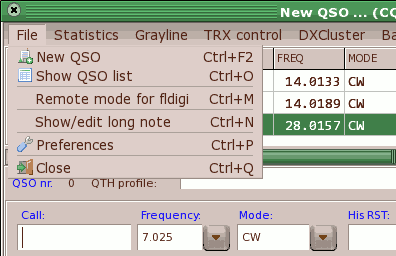 New QSO ... (CQ
File Statistics Grayline TRX control DXCluster Ba
New QSO Ctrl+F2
FREQ MODE
Show QSO list Ctrl+O
14.0133 CW
Remote mode for fldigi Ctrl+M
14.0189 CW
Show/edit long note Ctrl+N
28.0157 CW
Preferences Ctrl+P
Close Ctrl+Q
QSO nr. 0 QTH profile:
Call: Frequency: Mode: His RST:
7.025 CW